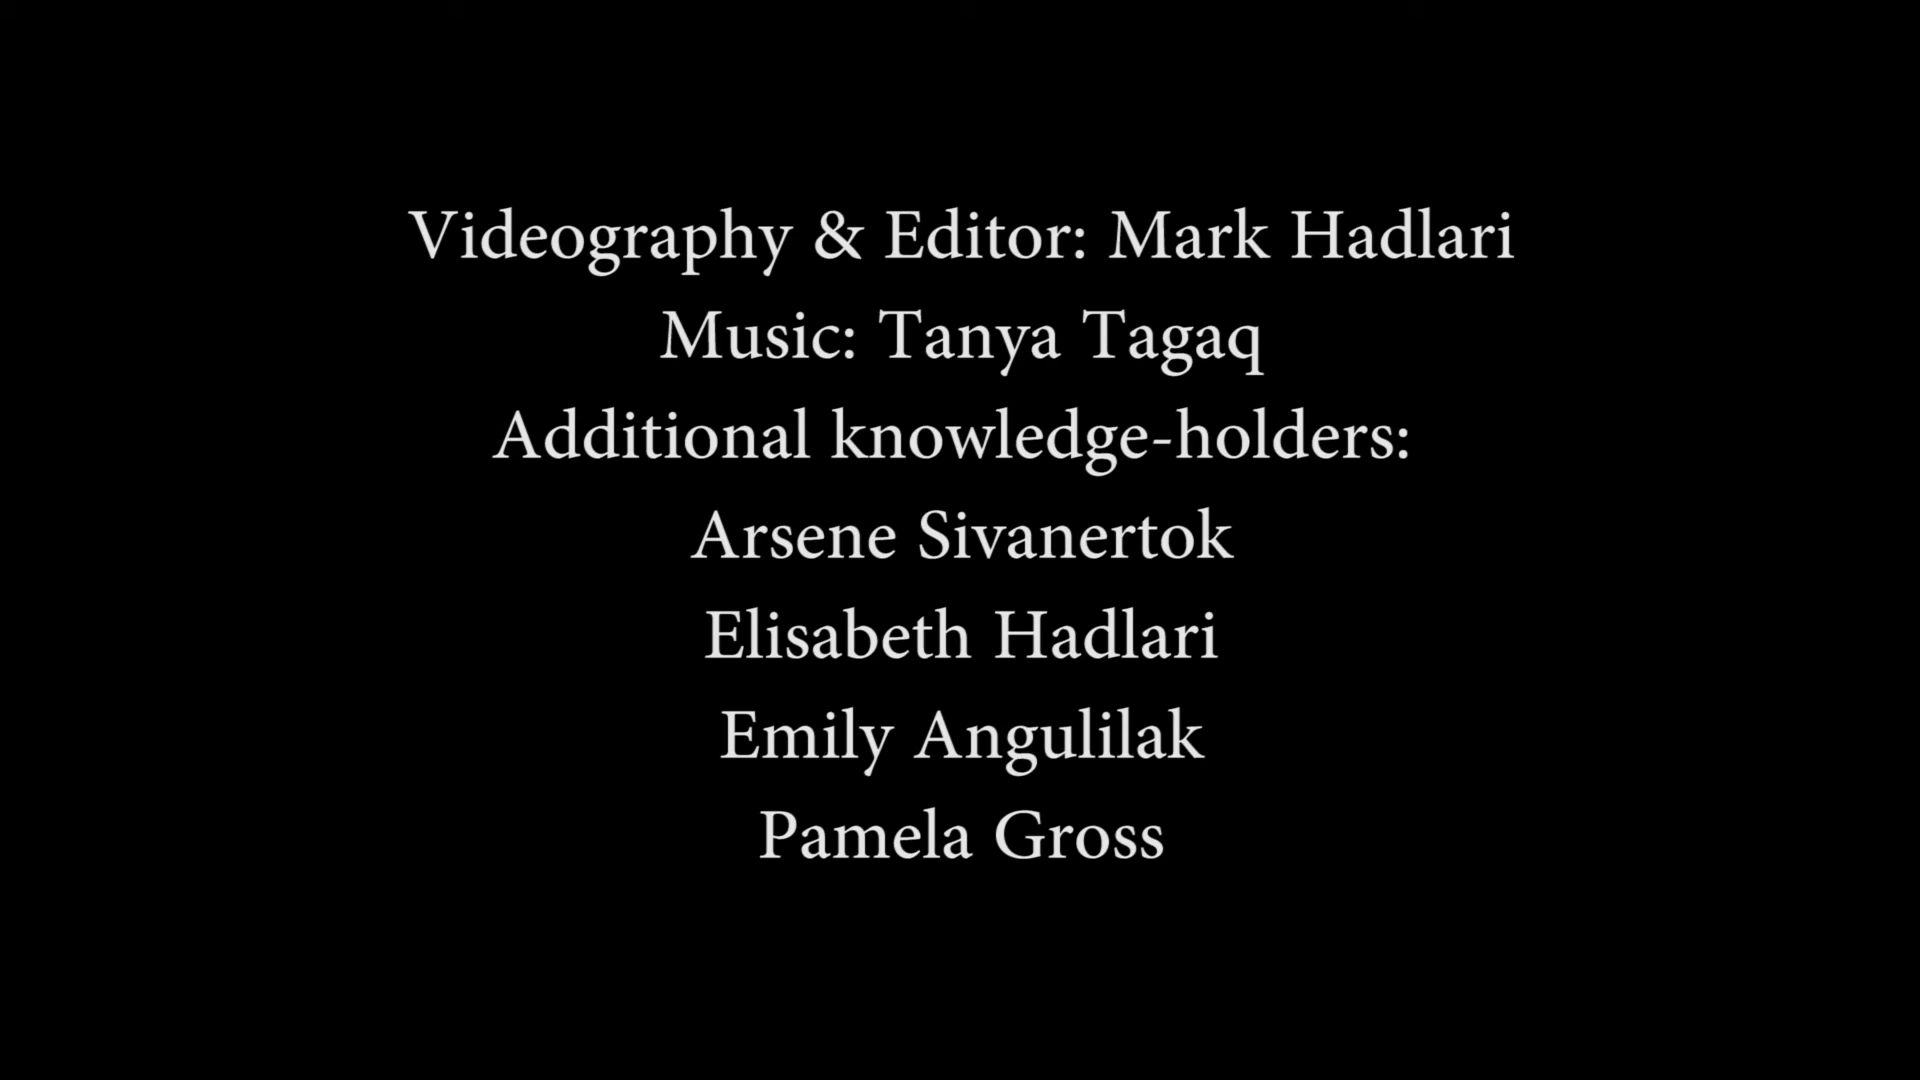 Videography & Editor: Mark Hadlari
Music: Tanya Tagaq
Additional knowledge-holders:
Arsene Sivanertok
Elisabeth Hadlari
Emily Angulilak
Pamela Gross